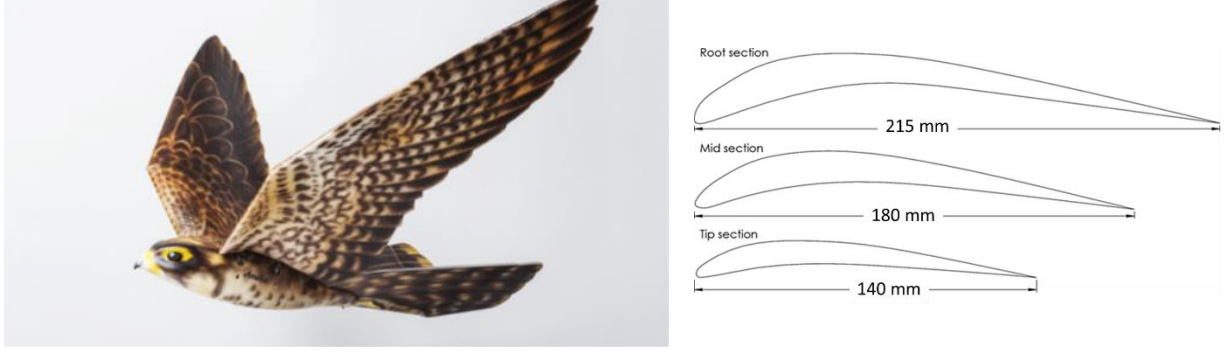 Root section
215 mm
Mid section
180 mm
Tip section
140 mm